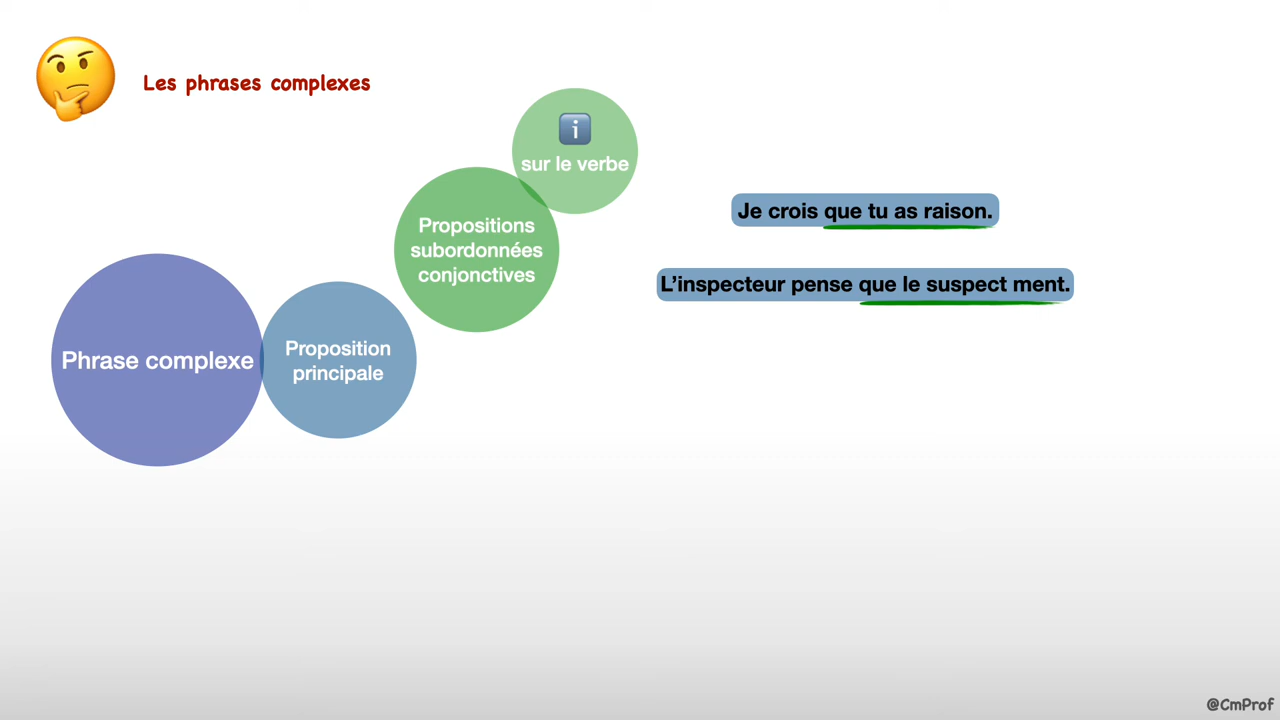 Les phrases complexes
i
sur le verbe
Propositions
subordonnées
conjonctives
Phrase complexe
Proposition
principale
Je crois que tu as raison.
L’inspecteur pense que le suspect ment.
@CmProf